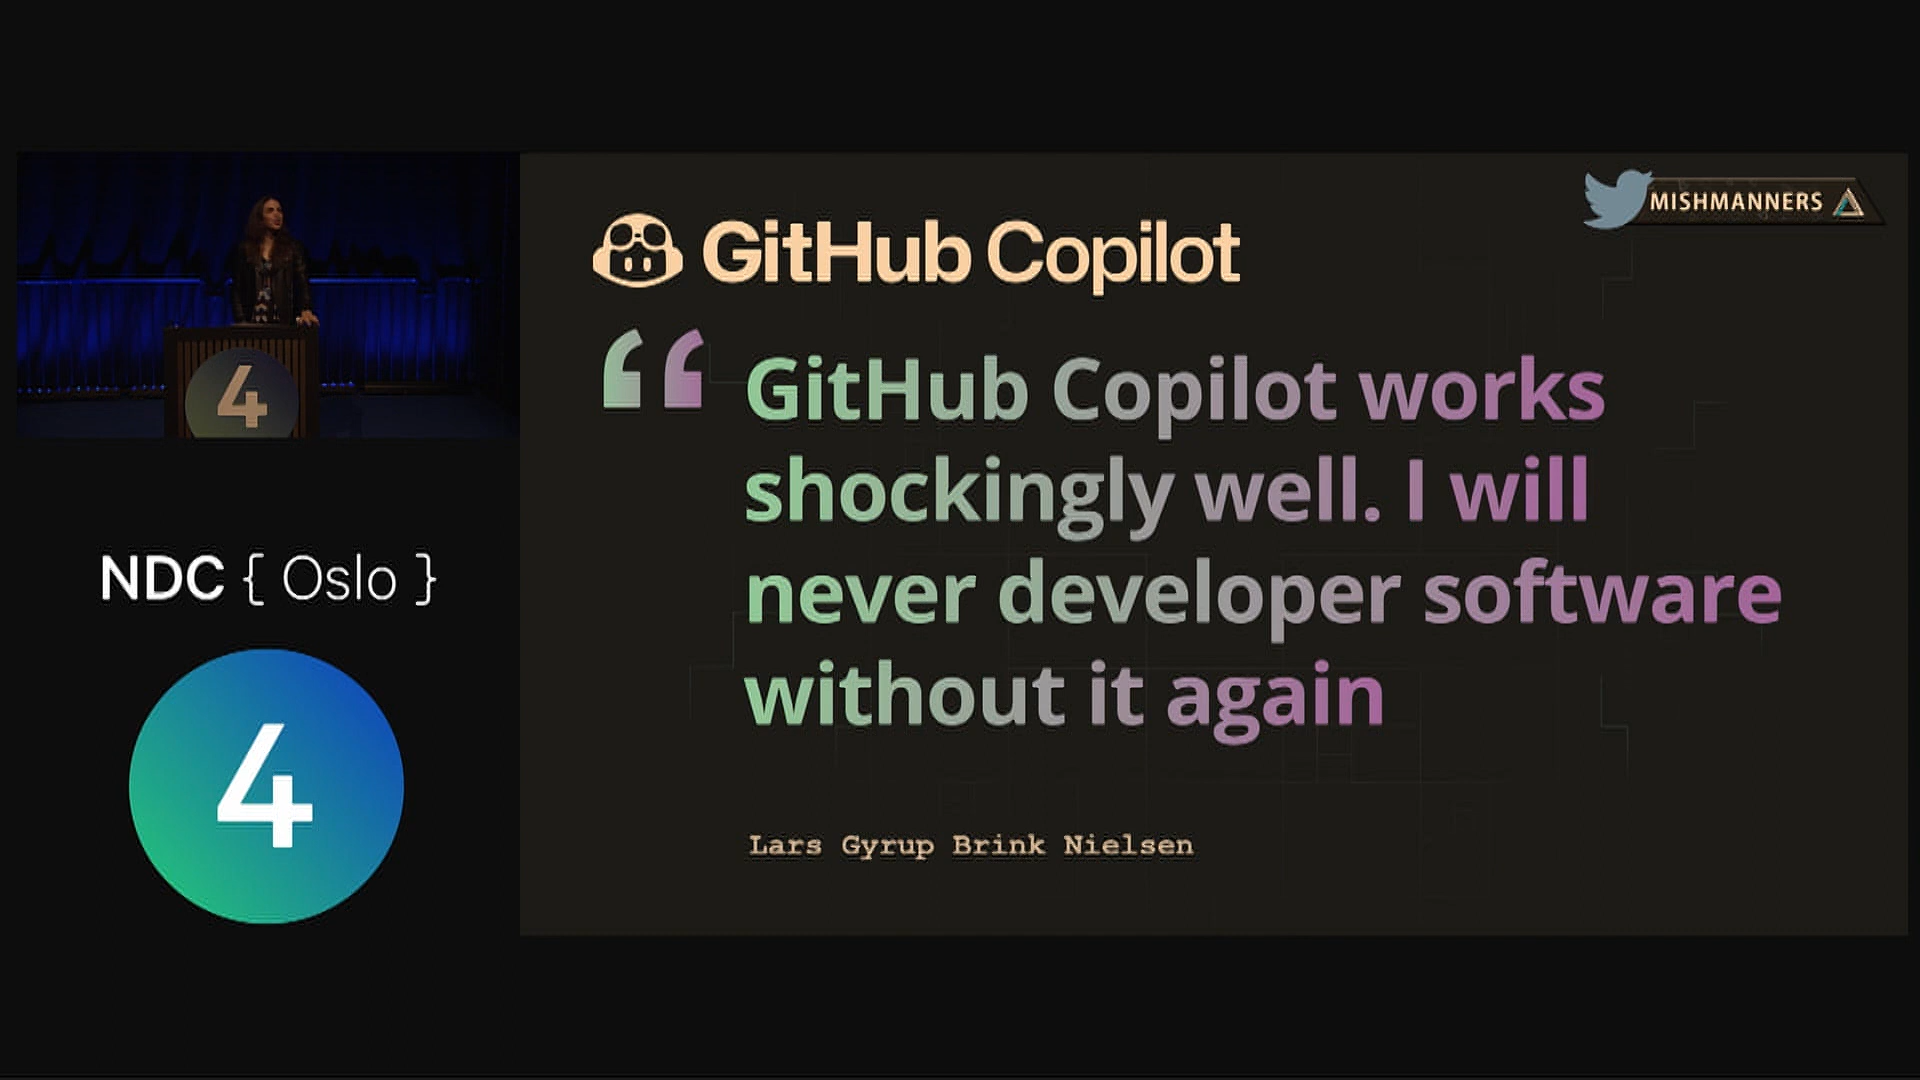 MISHMANNERS
GitHub Copilot
“ GitHub Copilot works
shockingly well. I will
never developer software
without it again
Lars Gyrup Brink Nielsen
4
NDC { Oslo }
4